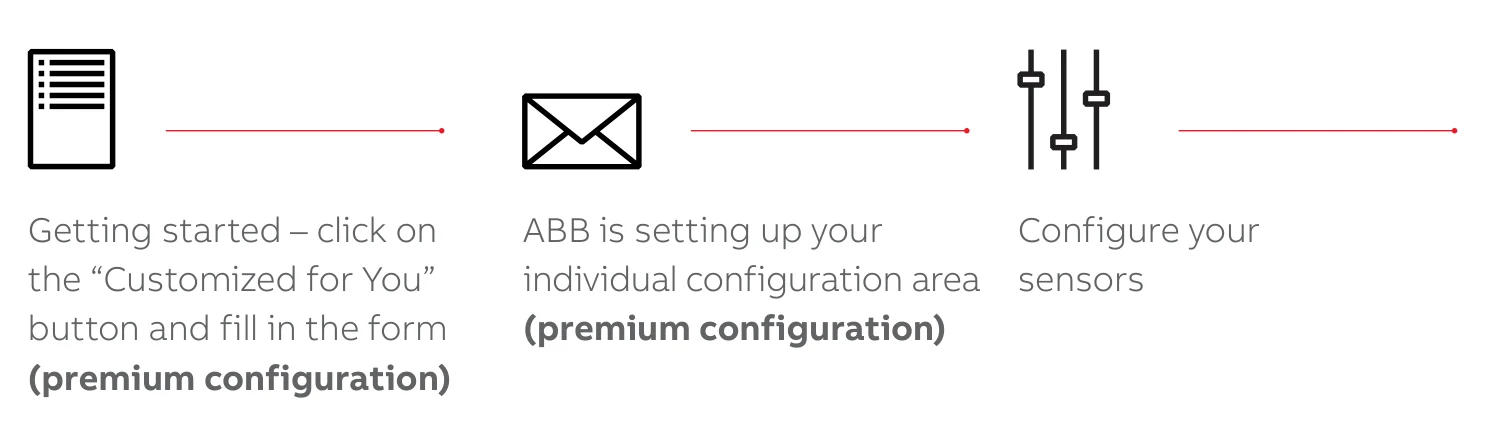 Getting started – click on
the “Customized for You”
button and fill in the form
(premium configuration)
ABB is setting up your
individual configuration area
(premium configuration)
Configure your
sensors